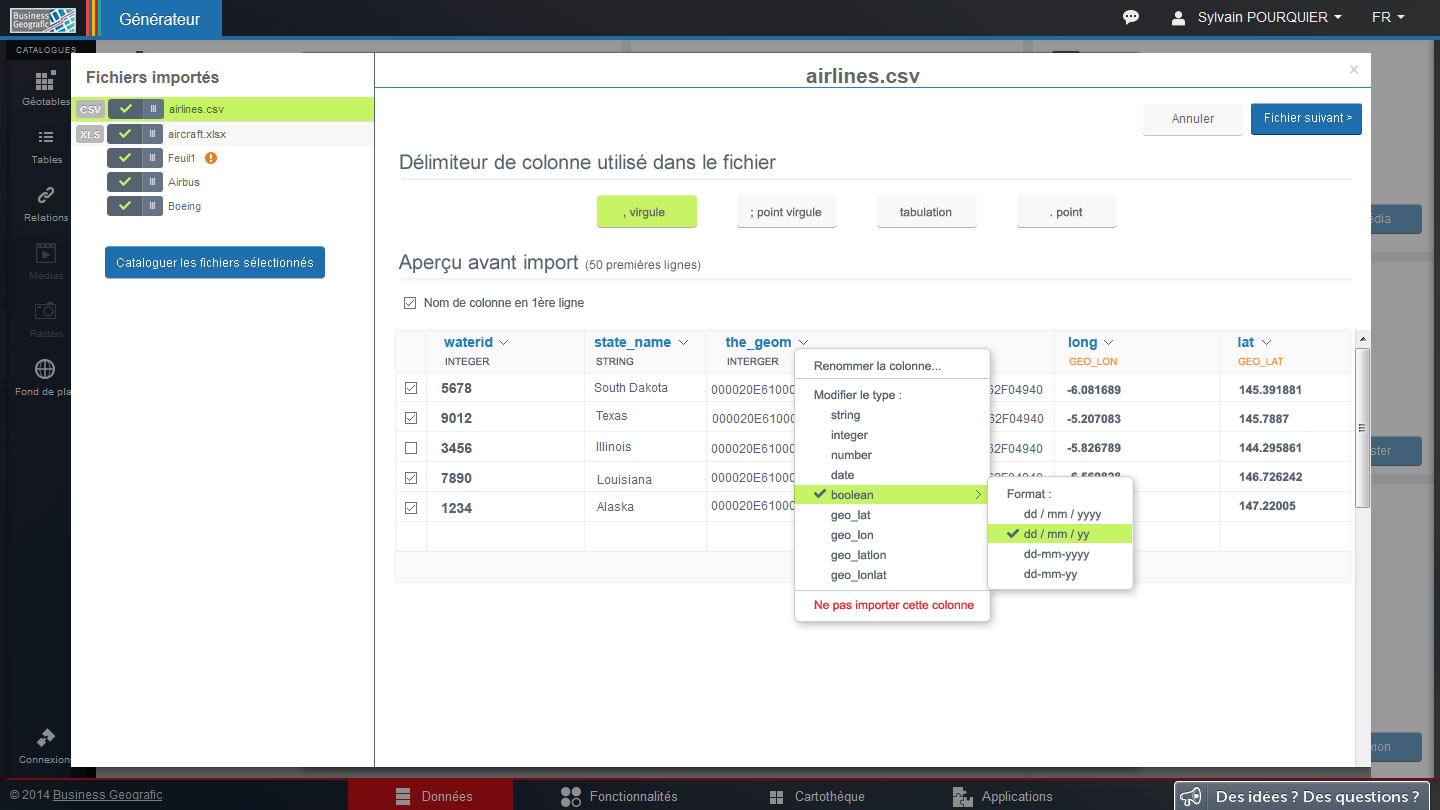 Business Geografic
Générateur
Sylvain POURQUIER
FR
CATALOGUES
Géotables
Tables
Relations
Médias
Rasters
Fond de pla
Connexion
Fichiers importés
CSV airlines.csv
XLS aircraft.xlsx
Feuil1
Airbus
Boeing
Cataloguer les fichiers sélectionnés
airlines.csv
×
Annuler
Fichier suivant >
Délimiteur de colonne utilisé dans le fichier
, virgule
; point virgule
tabulation
. point
Aperçu avant import (50 premières lignes)
Nom de colonne en 1ère ligne
waterid state_name the_geom long lat
INTEGER STRING INTERGER GEO_LON GEO_LAT
5678 South Dakota 000020E61000 62F04940 -6.081689 145.391881
9012 Texas 000020E61000 62F04940 -5.207083 145.7887
3456 Illinois 000020E61000 62F04940 -5.826789 144.295861
7890 Louisiana 000020E61000 146.726242
1234 Alaska 000020E61000 147.22005
Renommer la colonne...
Modifier le type :
string
integer
number
date
boolean
geo_lat
geo_lon
geo_latlon
geo_lonlat
Ne pas importer cette colonne
Format :
dd / mm / yyyy
dd / mm / yy
dd-mm-yyyy
dd-mm-yy
édia
ster
xion
© 2014 Business Geografic
Données
Fonctionnalités
Cartothèque
Applications
Des idées ? Des questions ?